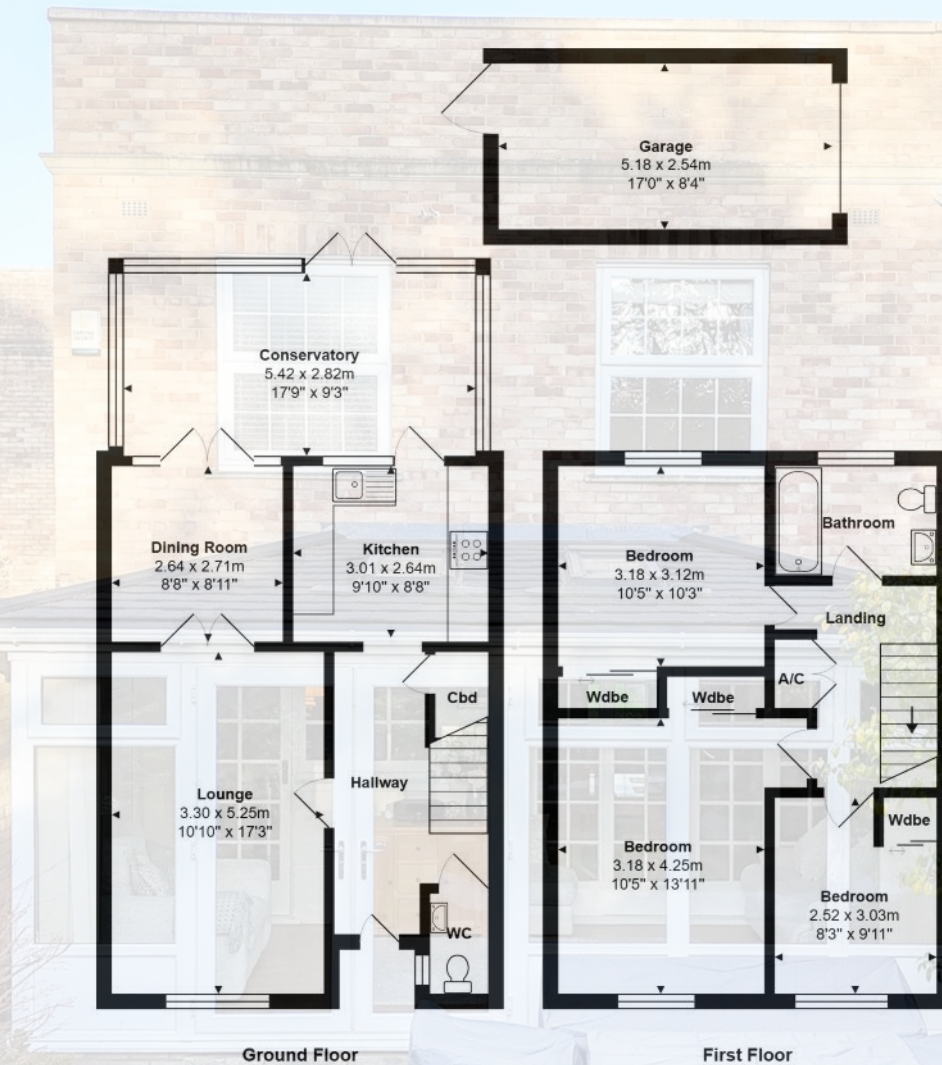 Garage
5.18 x 2.54m
17'0" x 8'4"
Conservatory
5.42 x 2.82m
17'9" x 9'3"
Dining Room
2.64 x 2.71m
8'8" x 8'11"
Kitchen
3.01 x 2.64m
9'10" x 8'8"
Cbd
Hallway
Lounge
3.30 x 5.25m
10'10" x 17'3"
WC
Ground Floor
Bathroom
Bedroom
3.18 x 3.12m
10'5" x 10'3"
Landing
A/C
Wdbe
Wdbe
Wdbe
Bedroom
3.18 x 4.25m
10'5" x 13'11"
Bedroom
2.52 x 3.03m
8'3" x 9'11"
First Floor